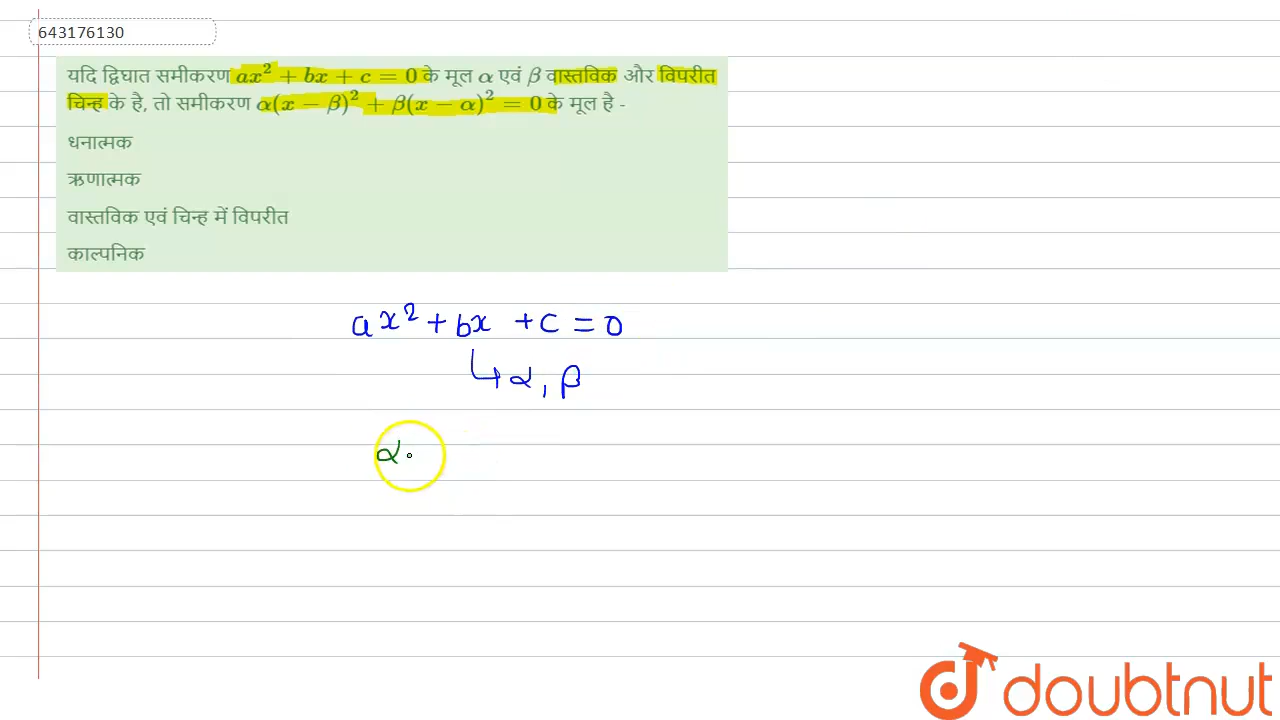 643176130
यदि द्विघात समीकरण ax² + bx + c = 0 के मूल α एवं β वास्तविक और विपरीत
चिन्ह के है, तो समीकरण α(x − β)² + β(x − α)² = 0 के मूल है -
धनात्मक
ऋणात्मक
वास्तविक एवं चिन्ह में विपरीत
काल्पनिक
ax² + bx + c = 0
↳ α, β
α ·
doubtnut